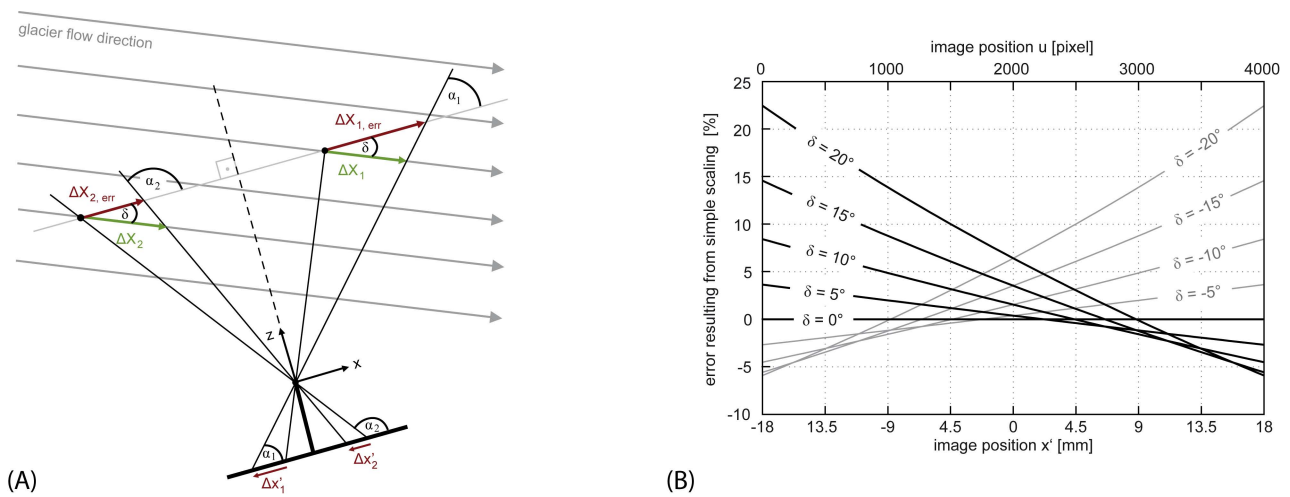 glacier flow direction
α1
ΔX1, err
δ
ΔX1
α2
ΔX2, err
δ
ΔX2
z
x
α1
α2
Δx'1
Δx'2
(A)
image position u [pixel]
0 1000 2000 3000 4000
error resulting from simple scaling [%]
25
20
15
10
5
0
-5
-10
δ = 20°
δ = 15°
δ = 10°
δ = 5°
δ = 0°
δ = -20°
δ = -15°
δ = -10°
δ = -5°
-18 13.5 -9 4.5 0 4.5 9 13.5 18
image position x‘ [mm]
(B)